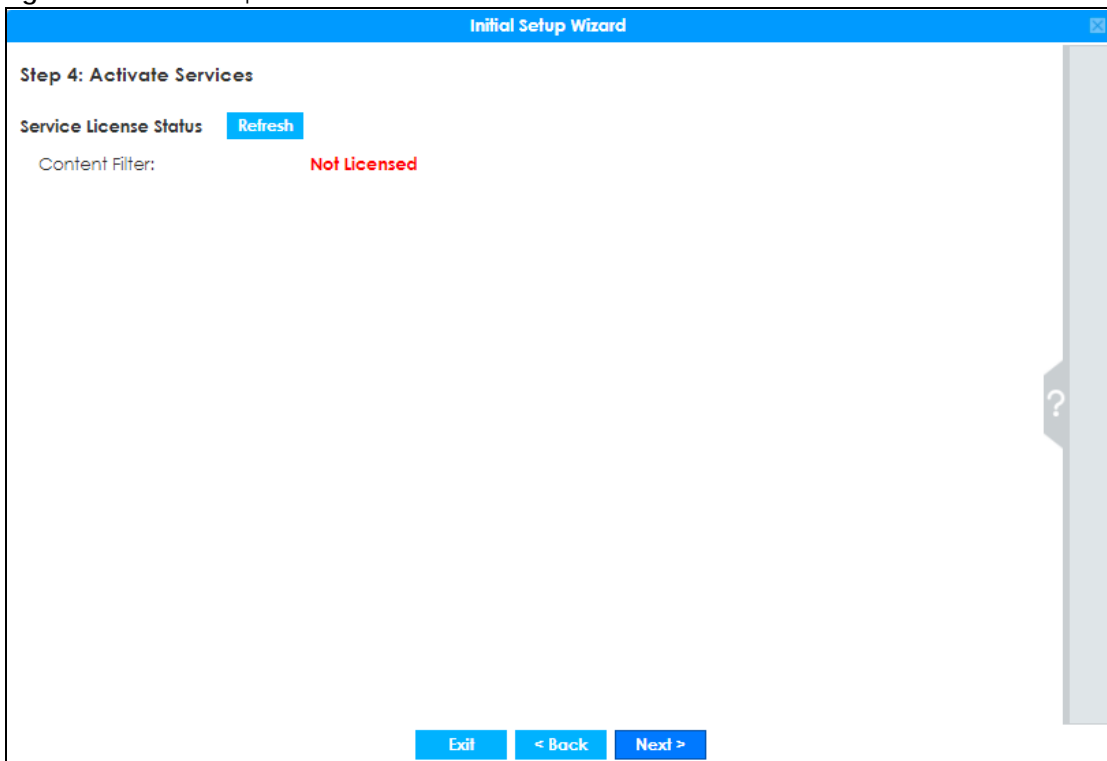 Initial Setup Wizard
Step 4: Activate Services
Service License Status Refresh
Content Filter: Not Licensed
?
Exit < Back Next >